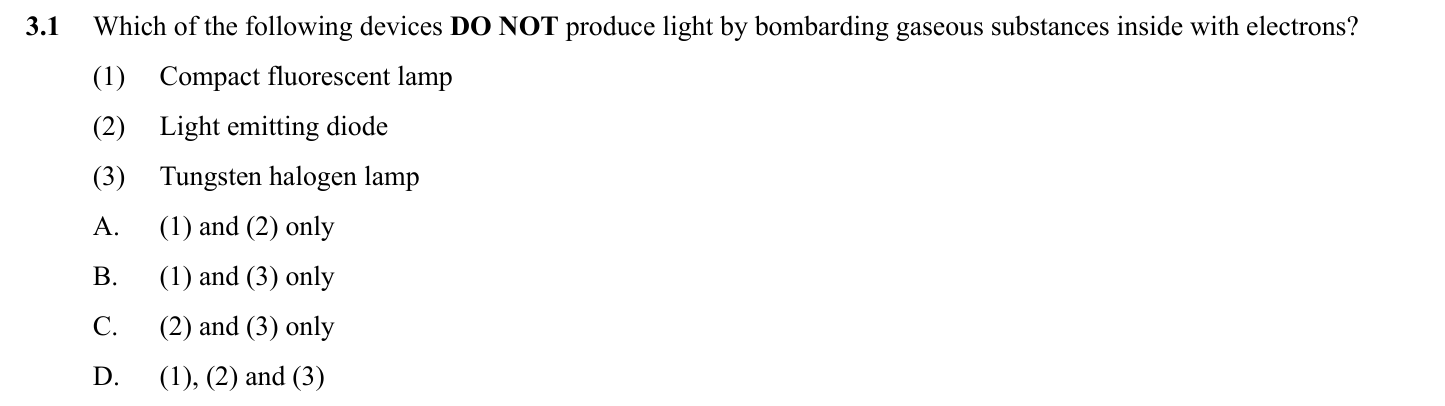 3.1 Which of the following devices DO NOT produce light by bombarding gaseous substances inside with electrons?
(1) Compact fluorescent lamp
(2) Light emitting diode
(3) Tungsten halogen lamp
A. (1) and (2) only
B. (1) and (3) only
C. (2) and (3) only
D. (1), (2) and (3)